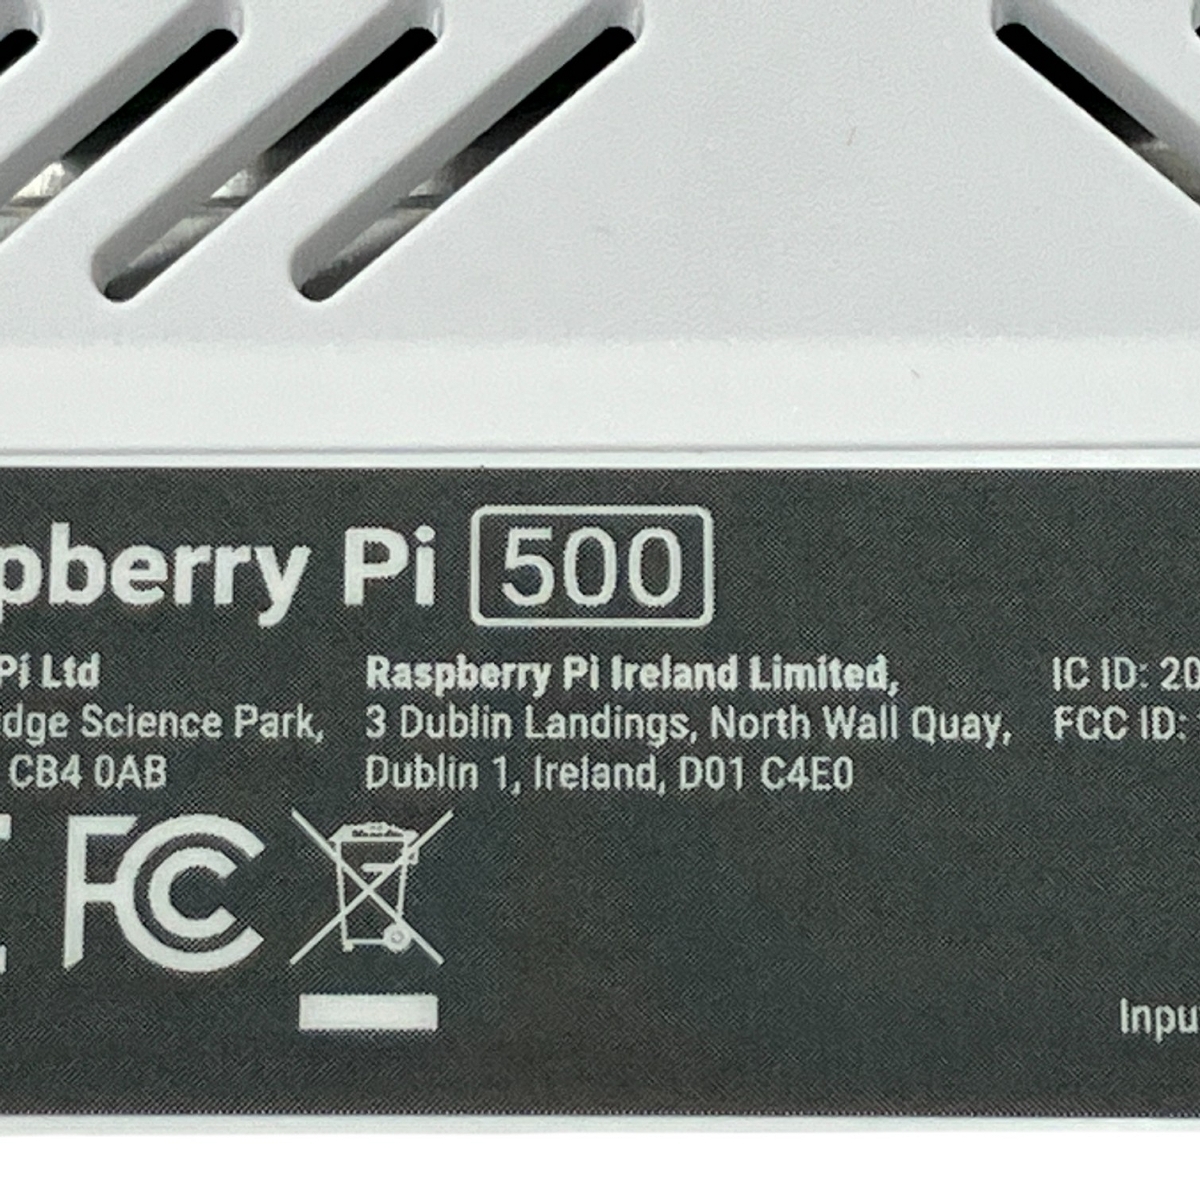 pberry Pi 500
Pi Ltd
idge Science Park,
CB4 0AB
Raspberry Pi Ireland Limited,
3 Dublin Landings, North Wall Quay,
Dublin 1, Ireland, D01 C4E0
IC ID: 20
FCC ID:
FC
Inpu